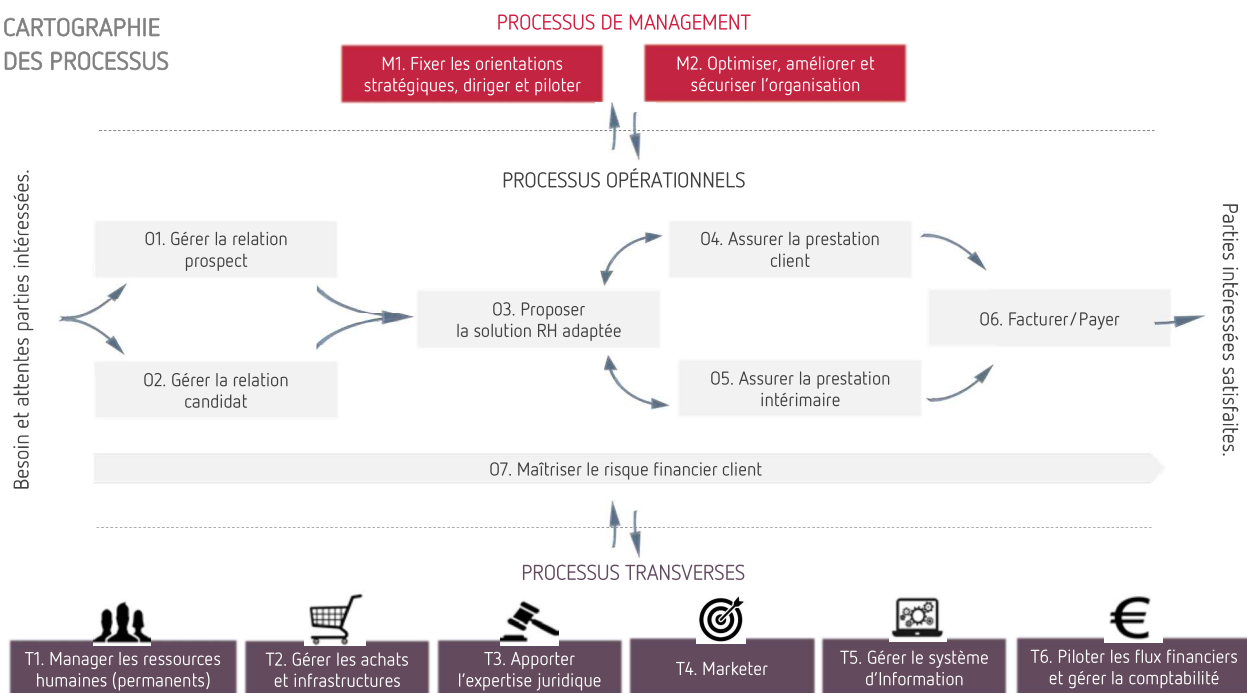 CARTOGRAPHIE
DES PROCESSUS
PROCESSUS DE MANAGEMENT
M1. Fixer les orientations
stratégiques, diriger et piloter
M2. Optimiser, améliorer et
sécuriser l'organisation
Besoin et attentes parties intéressées.
PROCESSUS OPÉRATIONNELS
O1. Gérer la relation
prospect
O2. Gérer la relation
candidat
O3. Proposer
la solution RH adaptée
O4. Assurer la prestation
client
O5. Assurer la prestation
intérimaire
O6. Facturer/Payer
Parties intéressées satisfaites.
O7. Maîtriser le risque financier client
PROCESSUS TRANSVERSES
T1. Manager les ressources
humaines (permanents)
T2. Gérer les achats
et infrastructures
T3. Apporter
l'expertise juridique
T4. Marketer
T5. Gérer le système
d'Information
€
T6. Piloter les flux financiers
et gérer la comptabilité